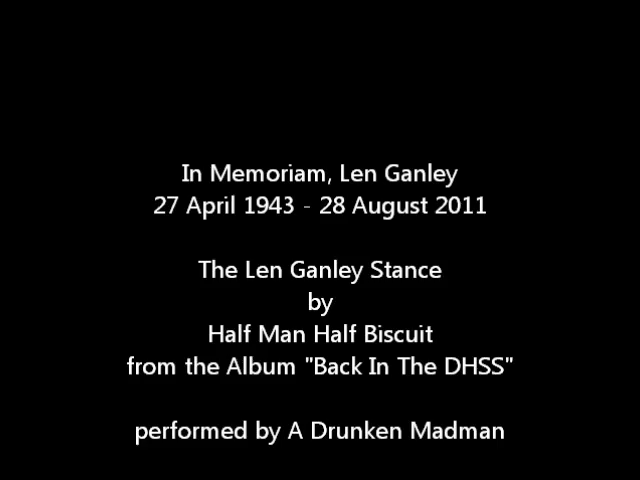 In Memoriam, Len Ganley
27 April 1943 - 28 August 2011
The Len Ganley Stance
by
Half Man Half Biscuit
from the Album "Back In The DHSS"
performed by A Drunken Madman